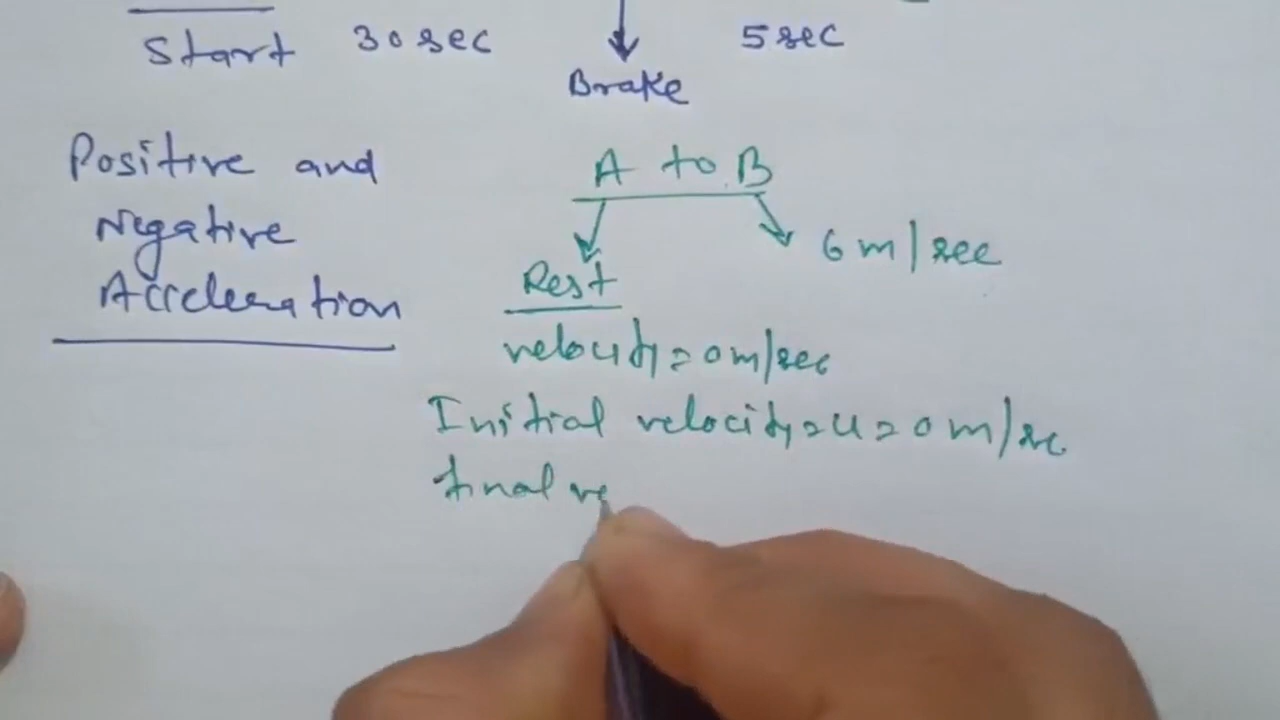 Start 30 sec 5 sec
Brake
Positive and
Negative
Acceleration
A to B
6 m/sec
Rest
velocity = 0 m/sec
Initial velocity = u = 0 m/sec
final ve